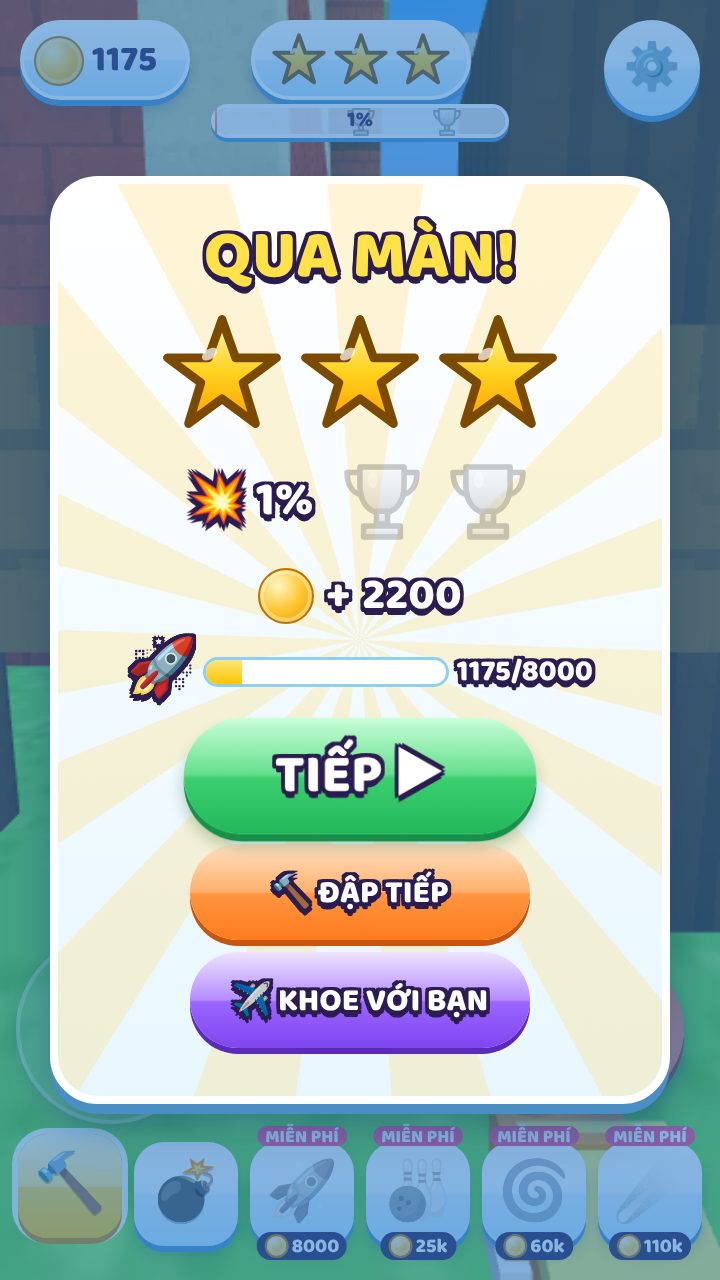 1175
1%
QUA MÀN!
1%
+ 2200
1175/8000
TIẾP
ĐẬP TIẾP
KHOE VỚI BẠN
MIỄN PHÍ MIỄN PHÍ MIỄN PHÍ MIỄN PHÍ
8000 25k 60k 110k